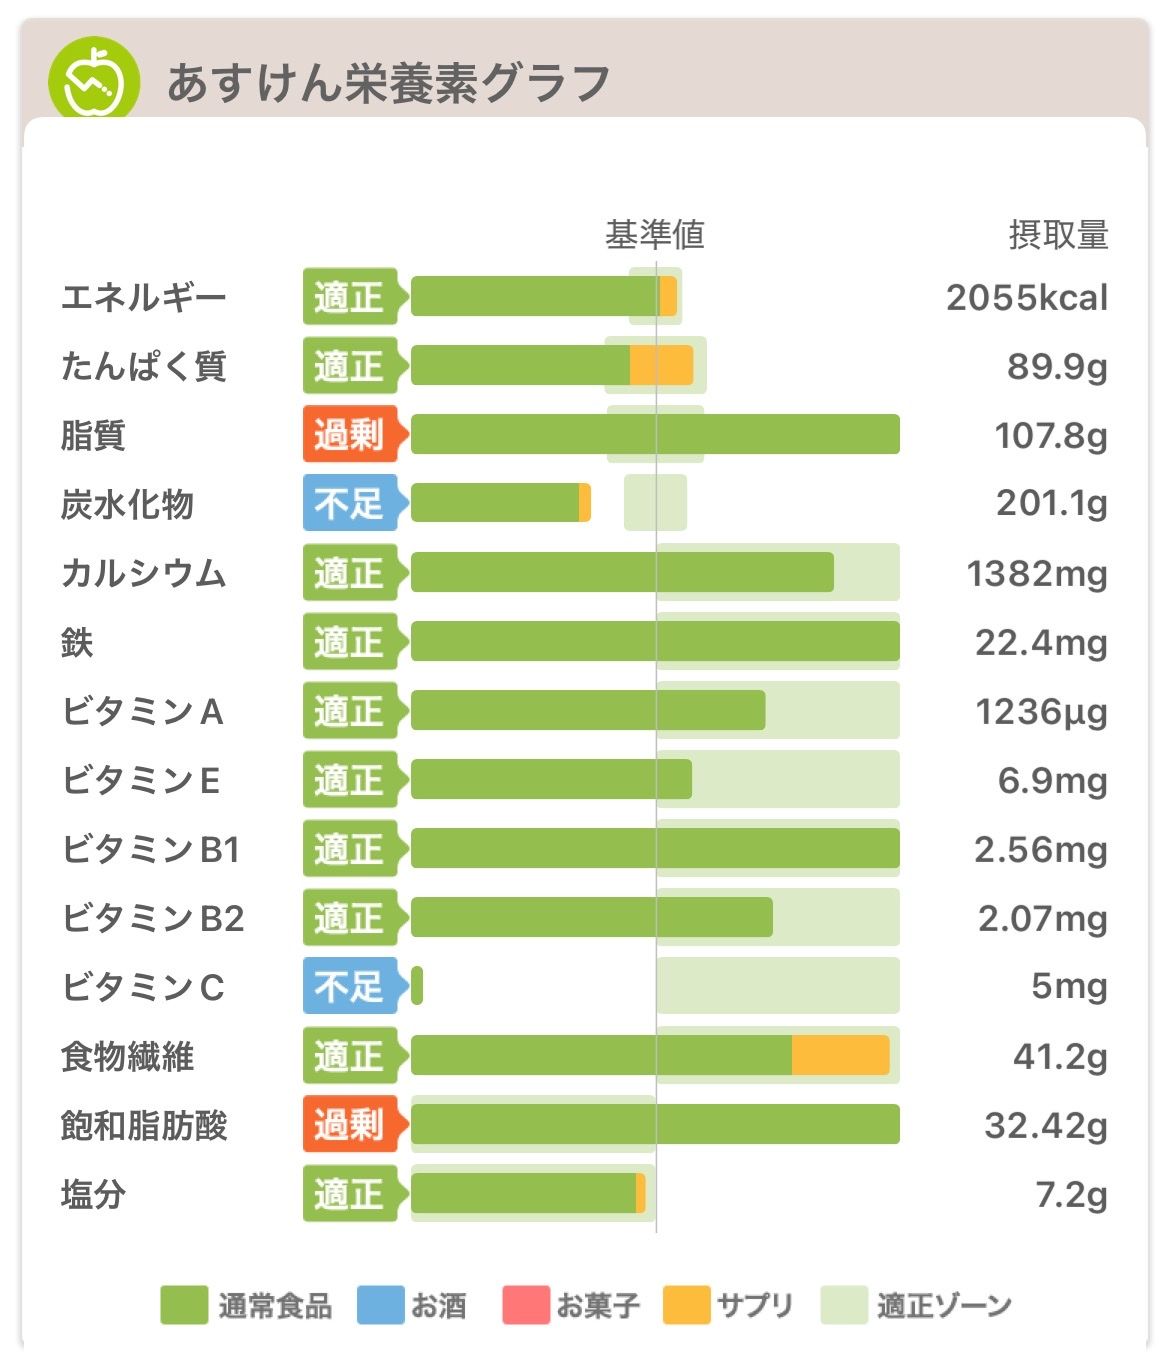 あすけん栄養素グラフ
基準値 摂取量
エネルギー 適正 2055kcal
たんぱく質 適正 89.9g
脂質 過剰 107.8g
炭水化物 不足 201.1g
カルシウム 適正 1382mg
鉄 適正 22.4mg
ビタミンA 適正 1236μg
ビタミンE 適正 6.9mg
ビタミンB1 適正 2.56mg
ビタミンB2 適正 2.07mg
ビタミンC 不足 5mg
食物繊維 適正 41.2g
飽和脂肪酸 過剰 32.42g
塩分 適正 7.2g
通常食品 お酒 お菓子 サプリ 適正ゾーン